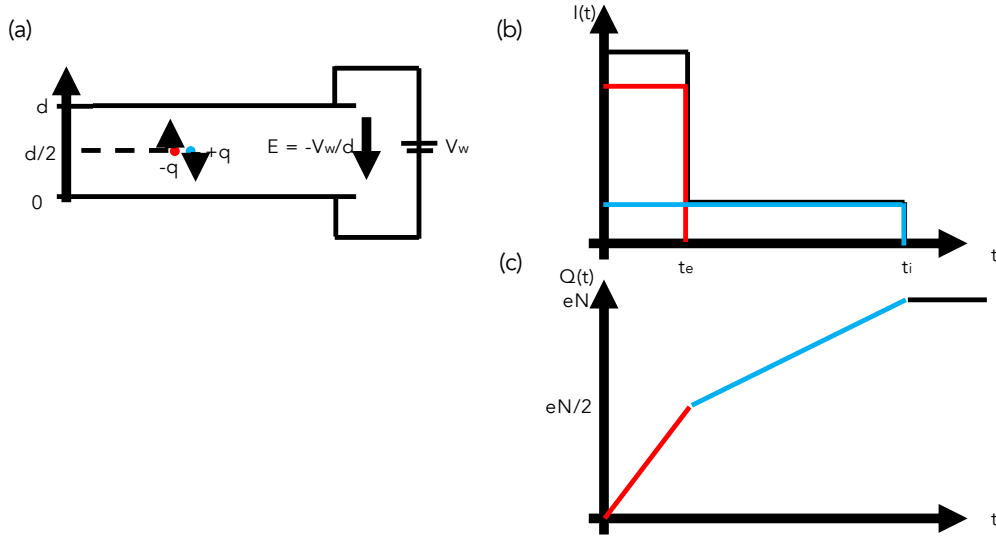 (a)
d
d/2
0
-q
+q
E = -Vw/d
Vw
(b)
I(t)
te
ti
t
(c)
Q(t)
eN
eN/2
t